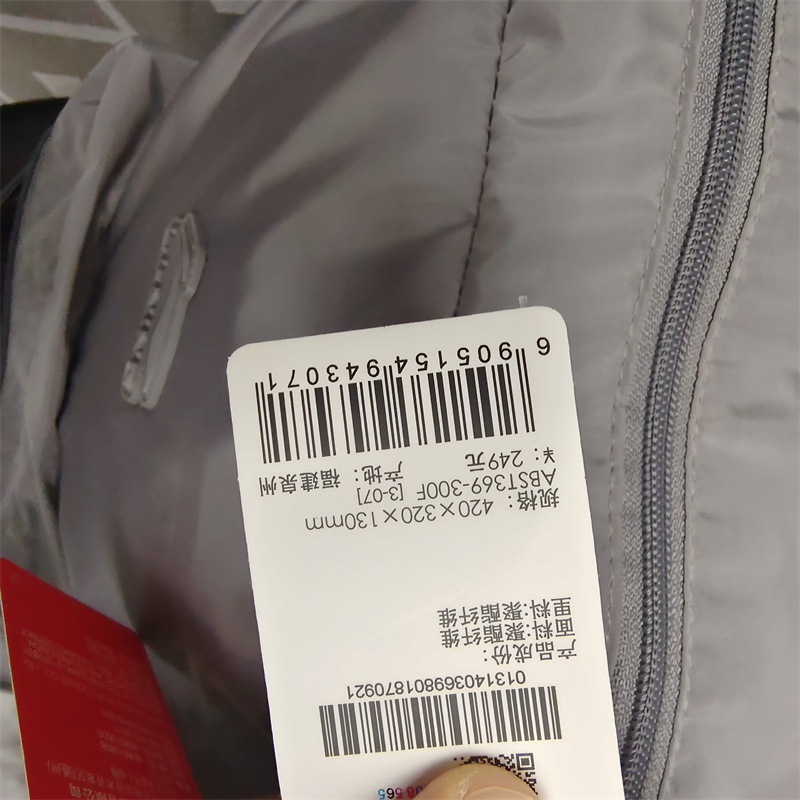 01314036980187092 1
产品成份：
面料：聚酯纤维
里料：聚酯纤维
规格：420×320×130mm
ABST369-300F [3-07]
¥：249元 产地：福建泉州
6 905154 943071